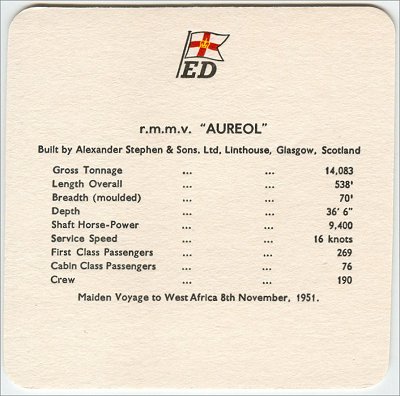 ED
r.m.m.v. "AUREOL"
Built by Alexander Stephen & Sons. Ltd, Linthouse, Glasgow, Scotland
Gross Tonnage ... ... 14,083
Length Overall ... ... 538'
Breadth (moulded) ... ... 70'
Depth ... ... 36' 6"
Shaft Horse-Power ... ... 9,400
Service Speed ... ... 16 knots
First Class Passengers ... ... 269
Cabin Class Passengers ... ... 76
Crew ... ... 190
Maiden Voyage to West Africa 8th November, 1951.